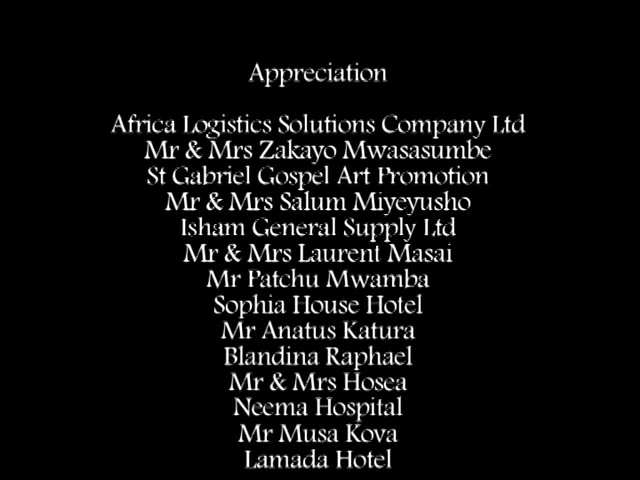 Appreciation
Africa Logistics Solutions Company Ltd
Mr & Mrs Zakayo Mwasasumbe
St Gabriel Gospel Art Promotion
Mr & Mrs Salum Miyeyusho
Isham General Supply Ltd
Mr & Mrs Laurent Masai
Mr Patchu Mwamba
Sophia House Hotel
Mr Anatus Katura
Blandina Raphael
Mr & Mrs Hosea
Neema Hospital
Mr Musa Kova
Lamada Hotel